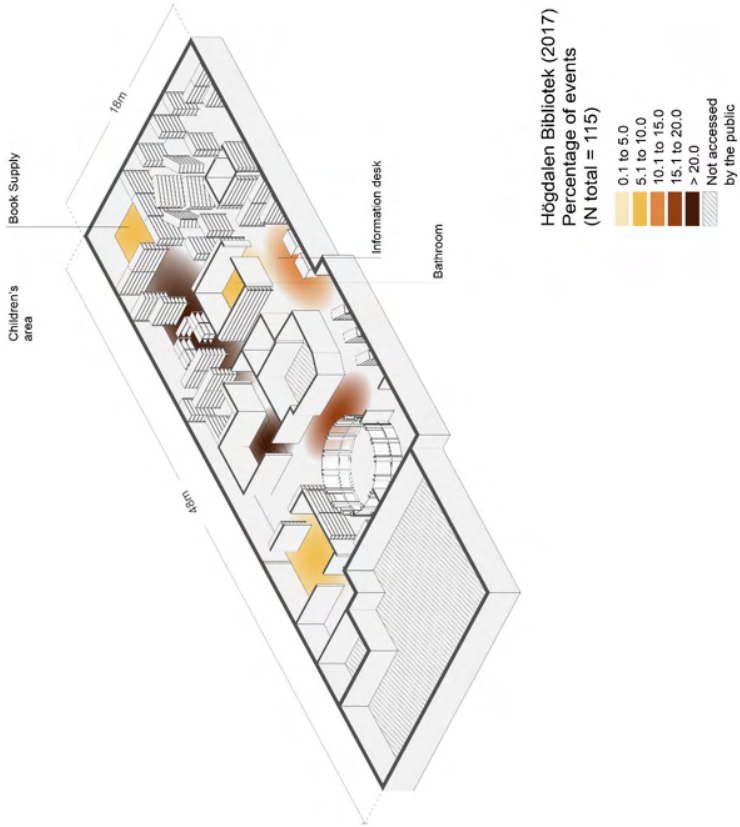 Children's
area
Book Supply
18m
48m
Information desk
Bathroom
Högdalen Bibliotek (2017)
Percentage of events
(N total = 115)
0.1 to 5.0
5.1 to 10.0
10.1 to 15.0
15.1 to 20.0
> 20.0
Not accessed
by the public